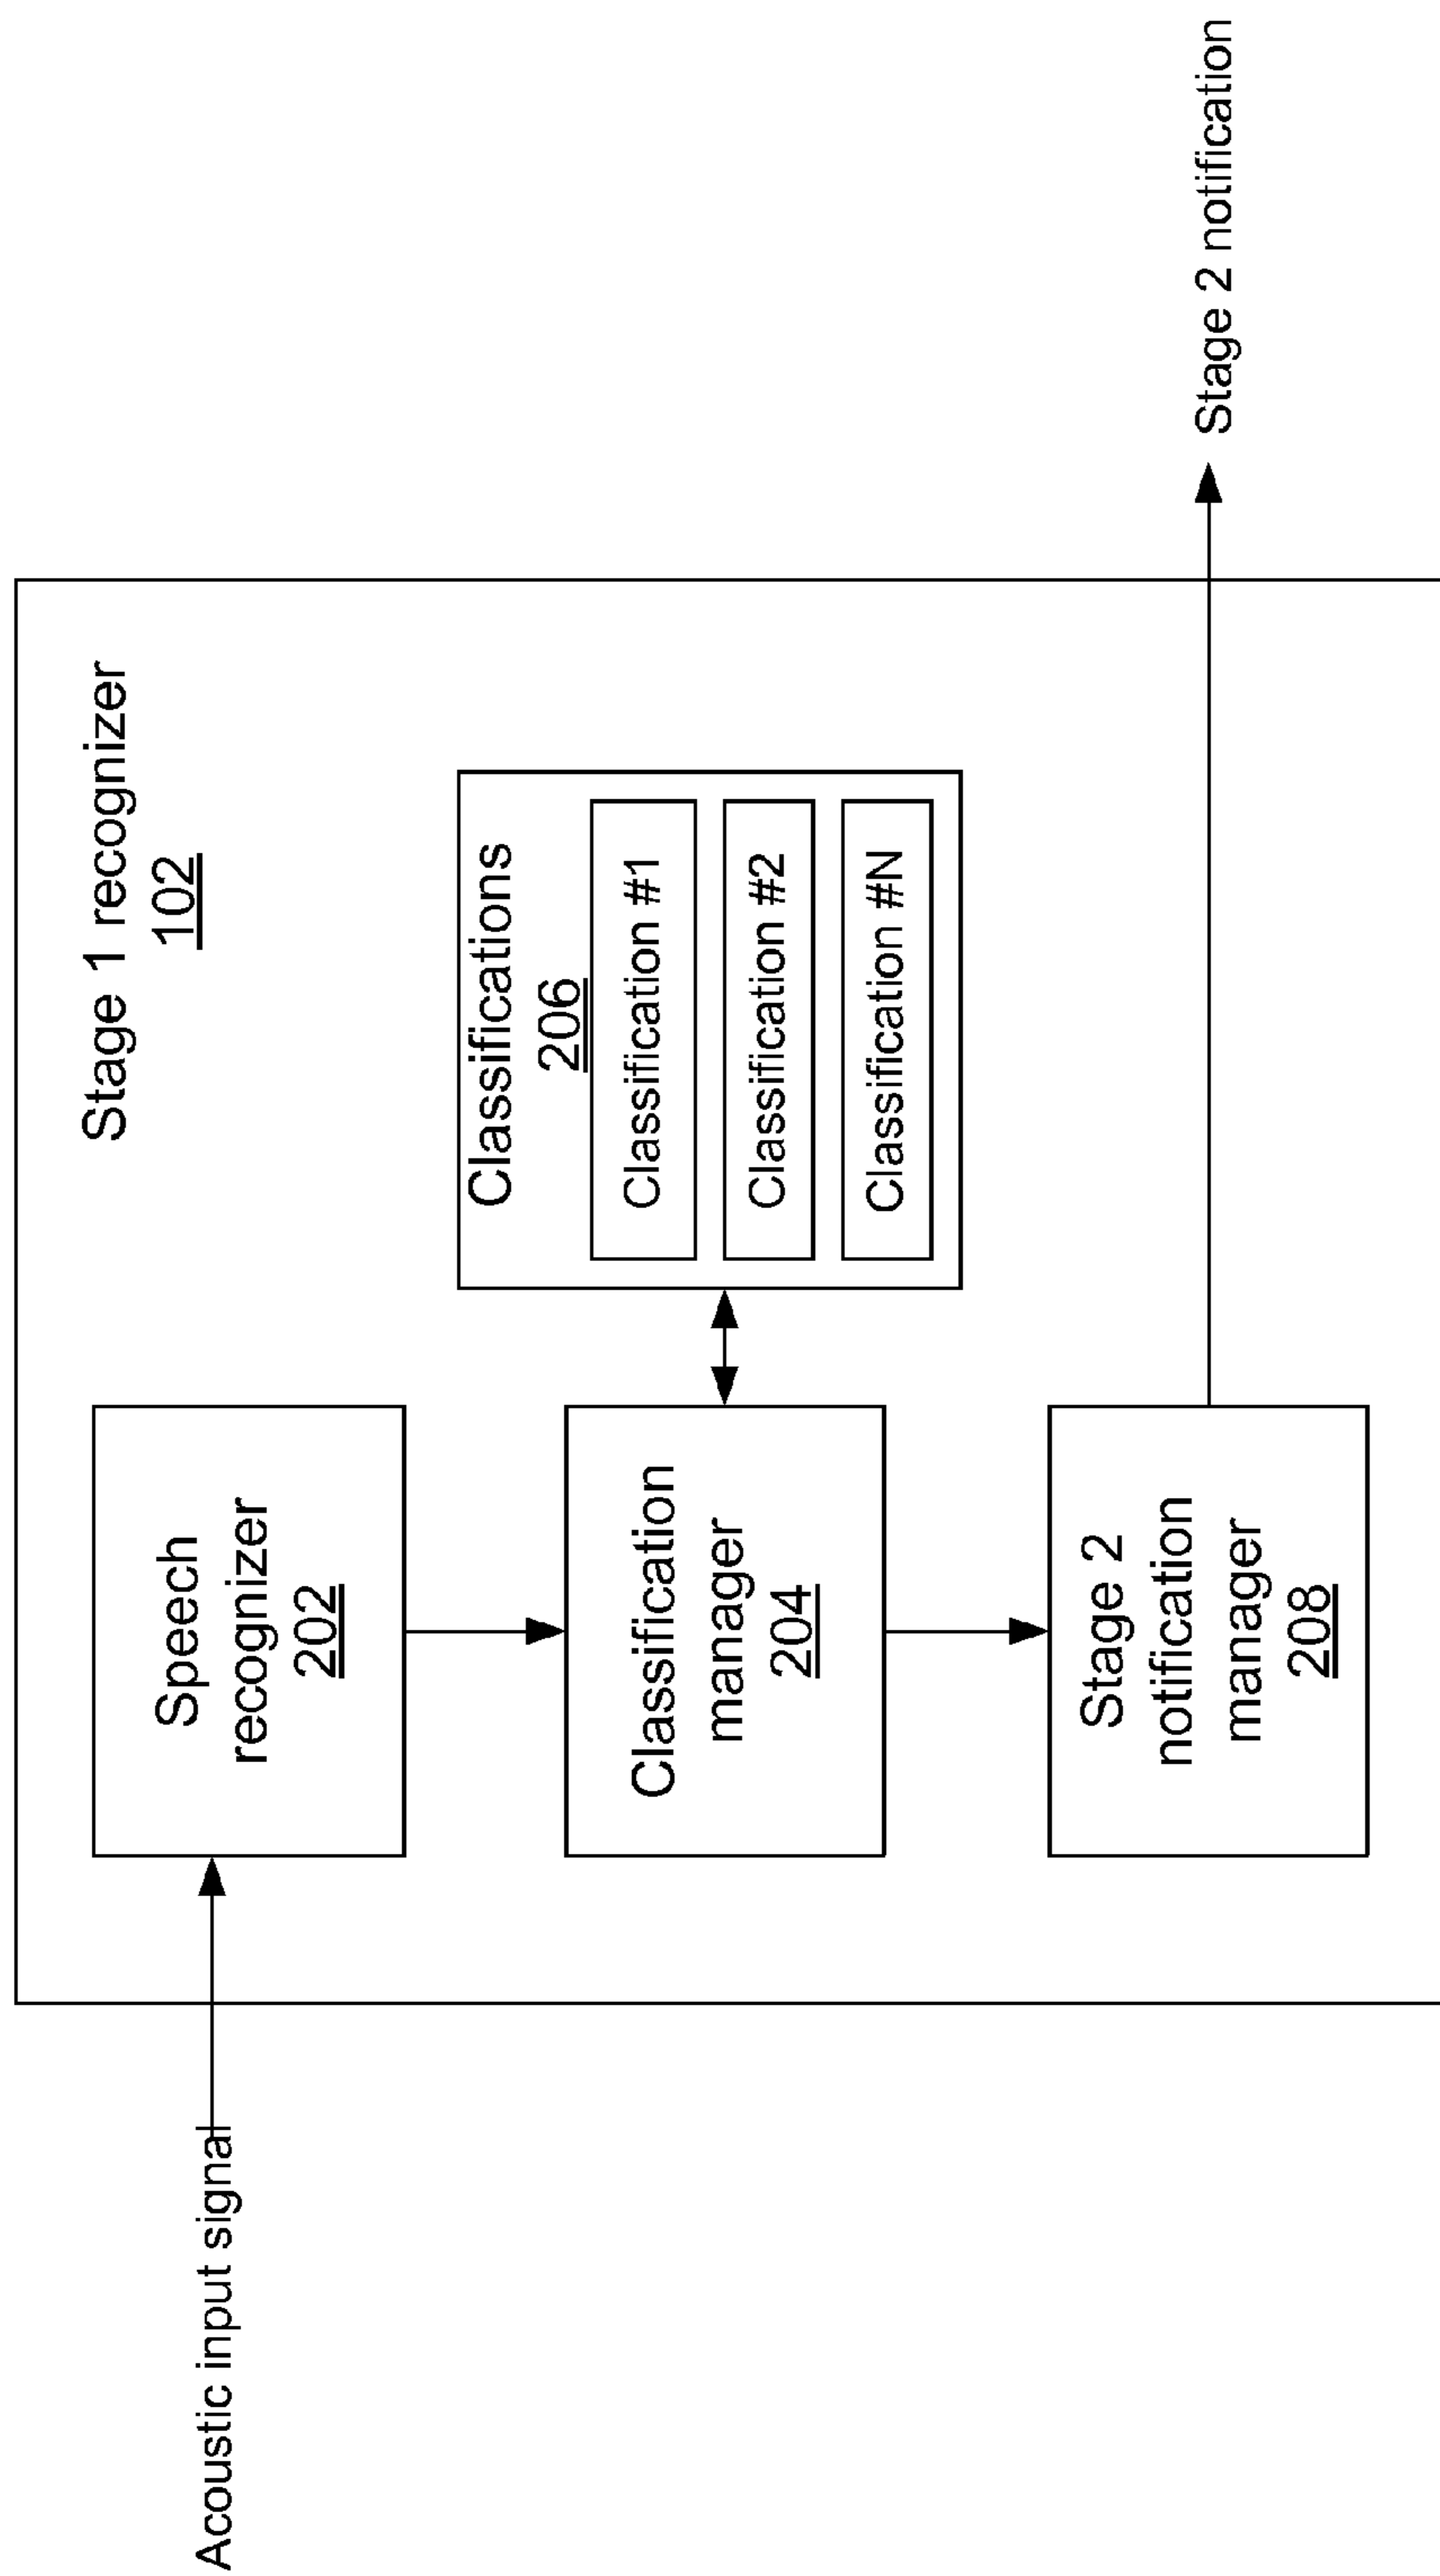 Stage 1 recognizer
102
Acoustic input signal
Speech
recognizer
202
Classifications
206
Classification #1
Classification #2
Classification #N
Classification
manager
204
Stage 2
notification
manager
208
Stage 2 notification